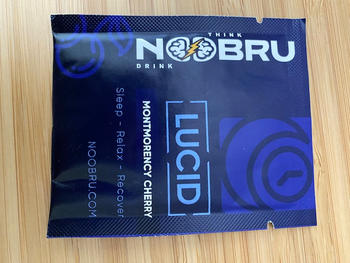 THINK
NOOBRU
DRINK
LUCID
MONTMORENCY CHERRY
Sleep - Relax - Recover
NOOBRU.COM